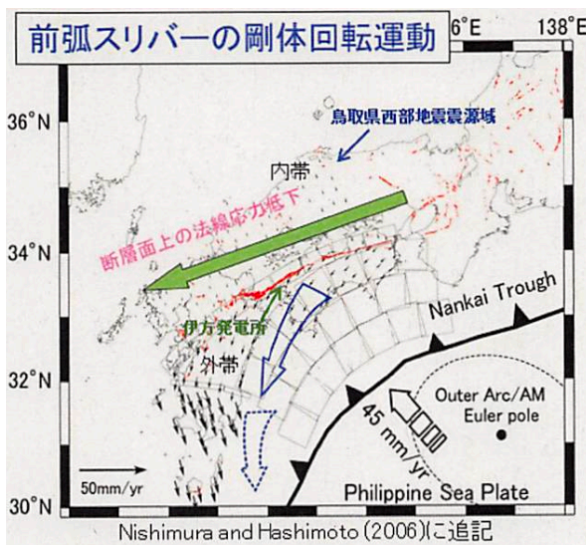 前弧スリバーの剛体回転運動
6°E
138°E
36°N
鳥取県西部地震震源域
内帯
断層面上の法線応力低下
34°N
Nankai Trough
伊方発電所
外帯
32°N
45 mm/yr
Outer Arc/AM
Euler pole
50mm/yr
Philippine Sea Plate
30°N
Nishimura and Hashimoto (2006)に追記